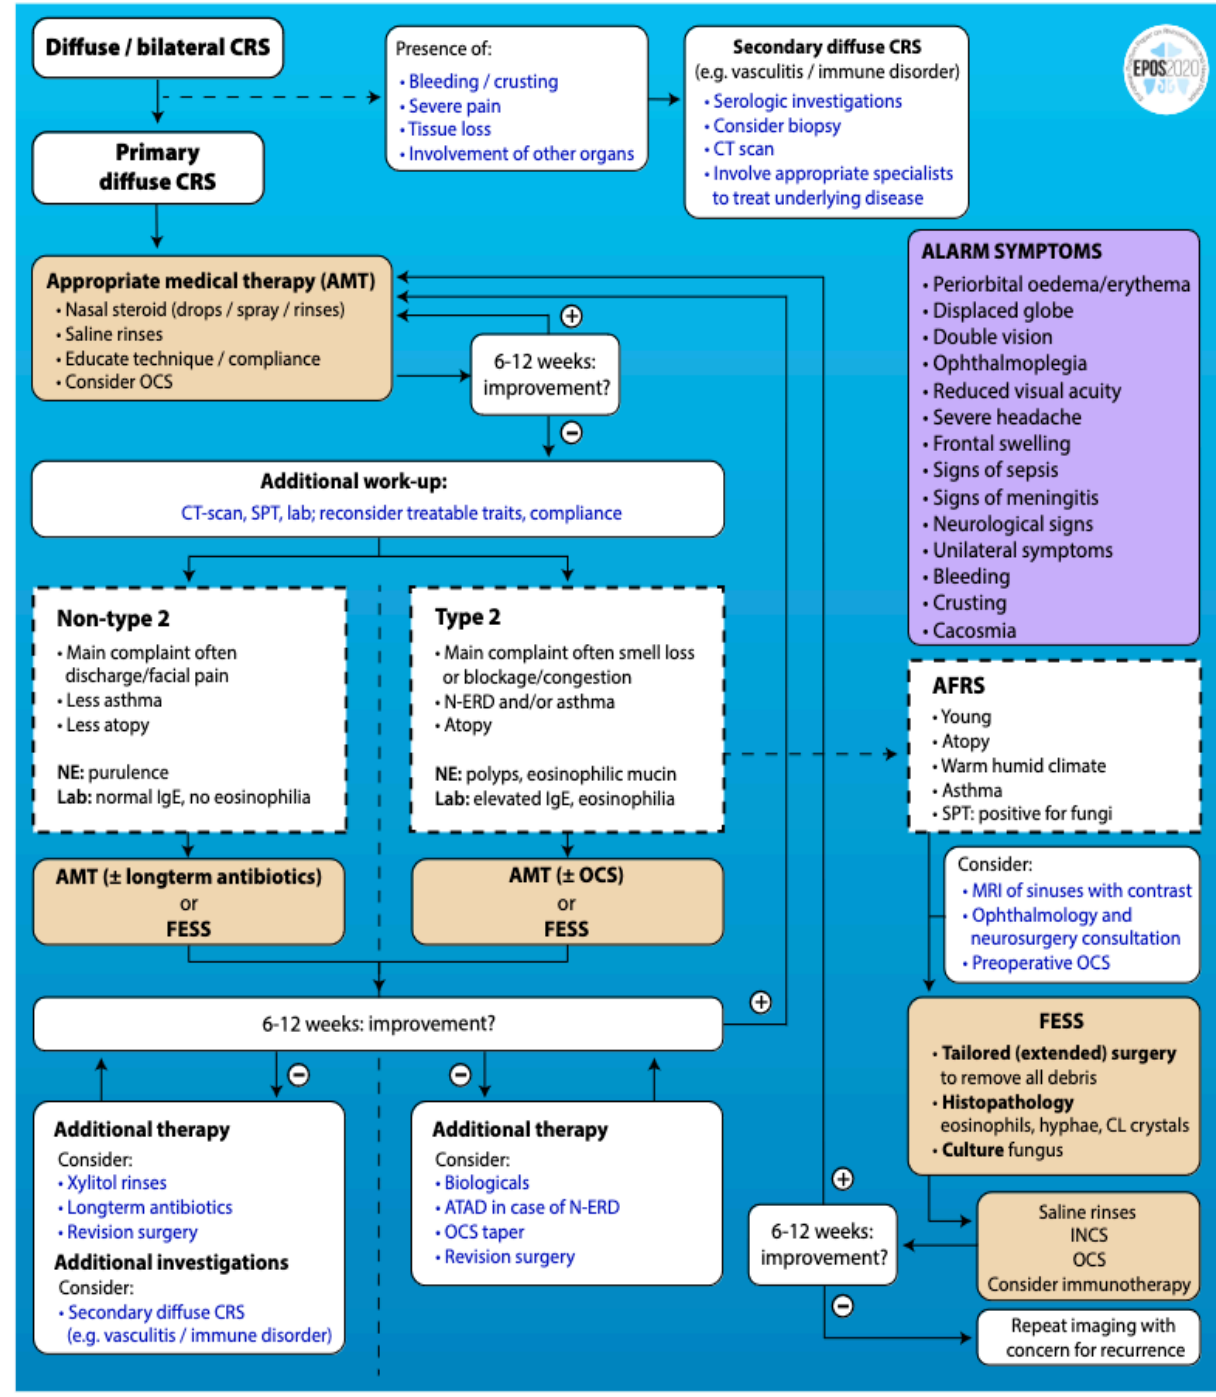 Diffuse / bilateral CRS
Presence of:
• Bleeding / crusting
• Severe pain
• Tissue loss
• Involvement of other organs
Secondary diffuse CRS
(e.g. vasculitis / immune disorder)
• Serologic investigations
• Consider biopsy
• CT scan
• Involve appropriate specialists
to treat underlying disease
EPOS2020
Primary
diffuse CRS
Appropriate medical therapy (AMT)
• Nasal steroid (drops / spray / rinses)
• Saline rinses
• Educate technique / compliance
• Consider OCS
+
6-12 weeks:
improvement?
−
ALARM SYMPTOMS
• Periorbital oedema/erythema
• Displaced globe
• Double vision
• Ophthalmoplegia
• Reduced visual acuity
• Severe headache
• Frontal swelling
• Signs of sepsis
• Signs of meningitis
• Neurological signs
• Unilateral symptoms
• Bleeding
• Crusting
• Cacosmia
Additional work-up:
CT-scan, SPT, lab; reconsider treatable traits, compliance
Non-type 2
• Main complaint often
discharge/facial pain
• Less asthma
• Less atopy
NE: purulence
Lab: normal IgE, no eosinophilia
Type 2
• Main complaint often smell loss
or blockage/congestion
• N-ERD and/or asthma
• Atopy
NE: polyps, eosinophilic mucin
Lab: elevated IgE, eosinophilia
AFRS
• Young
• Atopy
• Warm humid climate
• Asthma
• SPT: positive for fungi
AMT (± longterm antibiotics)
or
FESS
AMT (± OCS)
or
FESS
Consider:
• MRI of sinuses with contrast
• Ophthalmology and
neurosurgery consultation
• Preoperative OCS
6-12 weeks: improvement?
+
−
−
FESS
• Tailored (extended) surgery
to remove all debris
• Histopathology
eosinophils, hyphae, CL crystals
• Culture fungus
Additional therapy
Consider:
• Xylitol rinses
• Longterm antibiotics
• Revision surgery
Additional investigations
Consider:
• Secondary diffuse CRS
(e.g. vasculitis / immune disorder)
Additional therapy
Consider:
• Biologicals
• ATAD in case of N-ERD
• OCS taper
• Revision surgery
+
6-12 weeks:
improvement?
−
Saline rinses
INCS
OCS
Consider immunotherapy
Repeat imaging with
concern for recurrence